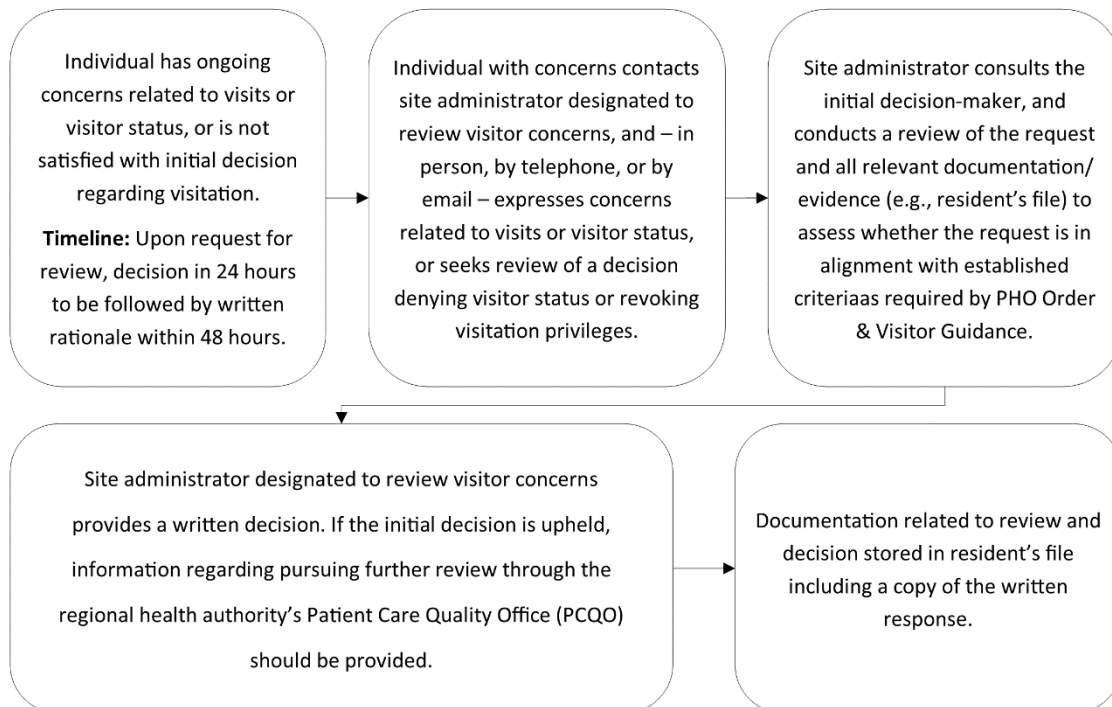 Individual has ongoing
concerns related to visits or
visitor status, or is not
satisfied with initial decision
regarding visitation.
Timeline: Upon request for
review, decision in 24 hours
to be followed by written
rationale within 48 hours.
Individual with concerns contacts
site administrator designated to
review visitor concerns, and – in
person, by telephone, or by
email – expresses concerns
related to visits or visitor status,
or seeks review of a decision
denying visitor status or revoking
visitation privileges.
Site administrator consults the
initial decision-maker, and
conducts a review of the request
and all relevant documentation/
evidence (e.g., resident’s file) to
assess whether the request is in
alignment with established
criteriaas required by PHO Order
& Visitor Guidance.
Site administrator designated to review visitor concerns
provides a written decision. If the initial decision is upheld,
information regarding pursuing further review through the
regional health authority’s Patient Care Quality Office (PCQO)
should be provided.
Documentation related to review and
decision stored in resident’s file
including a copy of the written
response.